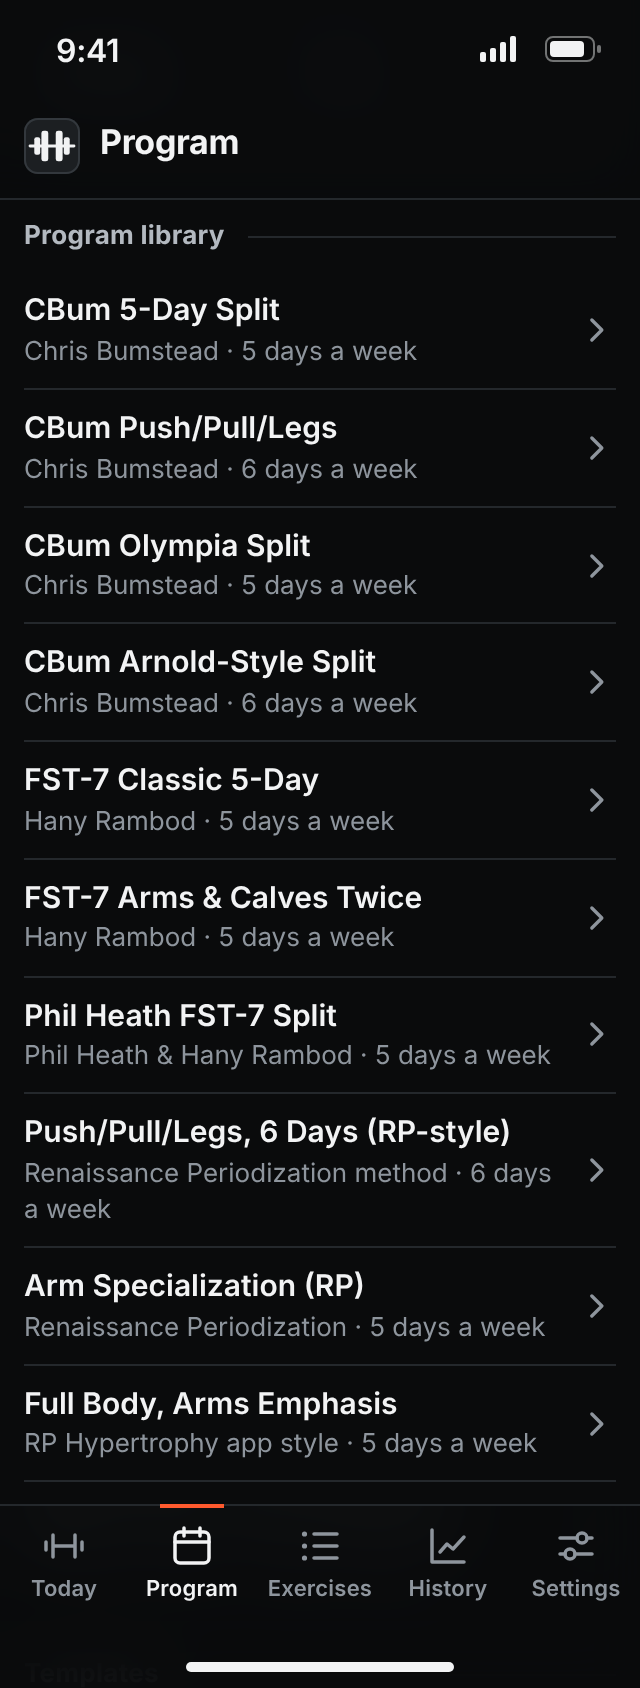 9:41
Program
Program library
CBum 5-Day Split
Chris Bumstead · 5 days a week
CBum Push/Pull/Legs
Chris Bumstead · 6 days a week
CBum Olympia Split
Chris Bumstead · 5 days a week
CBum Arnold-Style Split
Chris Bumstead · 6 days a week
FST-7 Classic 5-Day
Hany Rambod · 5 days a week
FST-7 Arms & Calves Twice
Hany Rambod · 5 days a week
Phil Heath FST-7 Split
Phil Heath & Hany Rambod · 5 days a week
Push/Pull/Legs, 6 Days (RP-style)
Renaissance Periodization method · 6 days
a week
Arm Specialization (RP)
Renaissance Periodization · 5 days a week
Full Body, Arms Emphasis
RP Hypertrophy app style · 5 days a week
Today
Program
Exercises
History
Settings
Templates